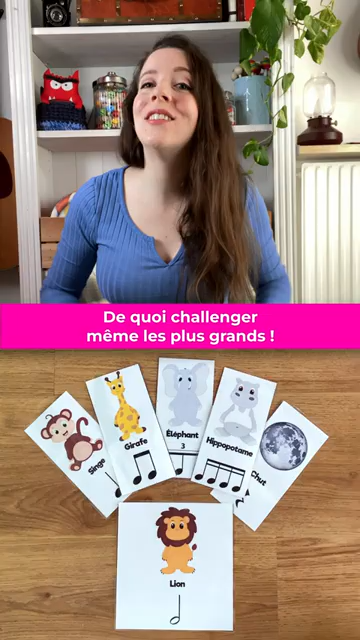 De quoi challenger
même les plus grands !
Singe
Girafe
Éléphant
3
Hippopotame
Chut
Lion